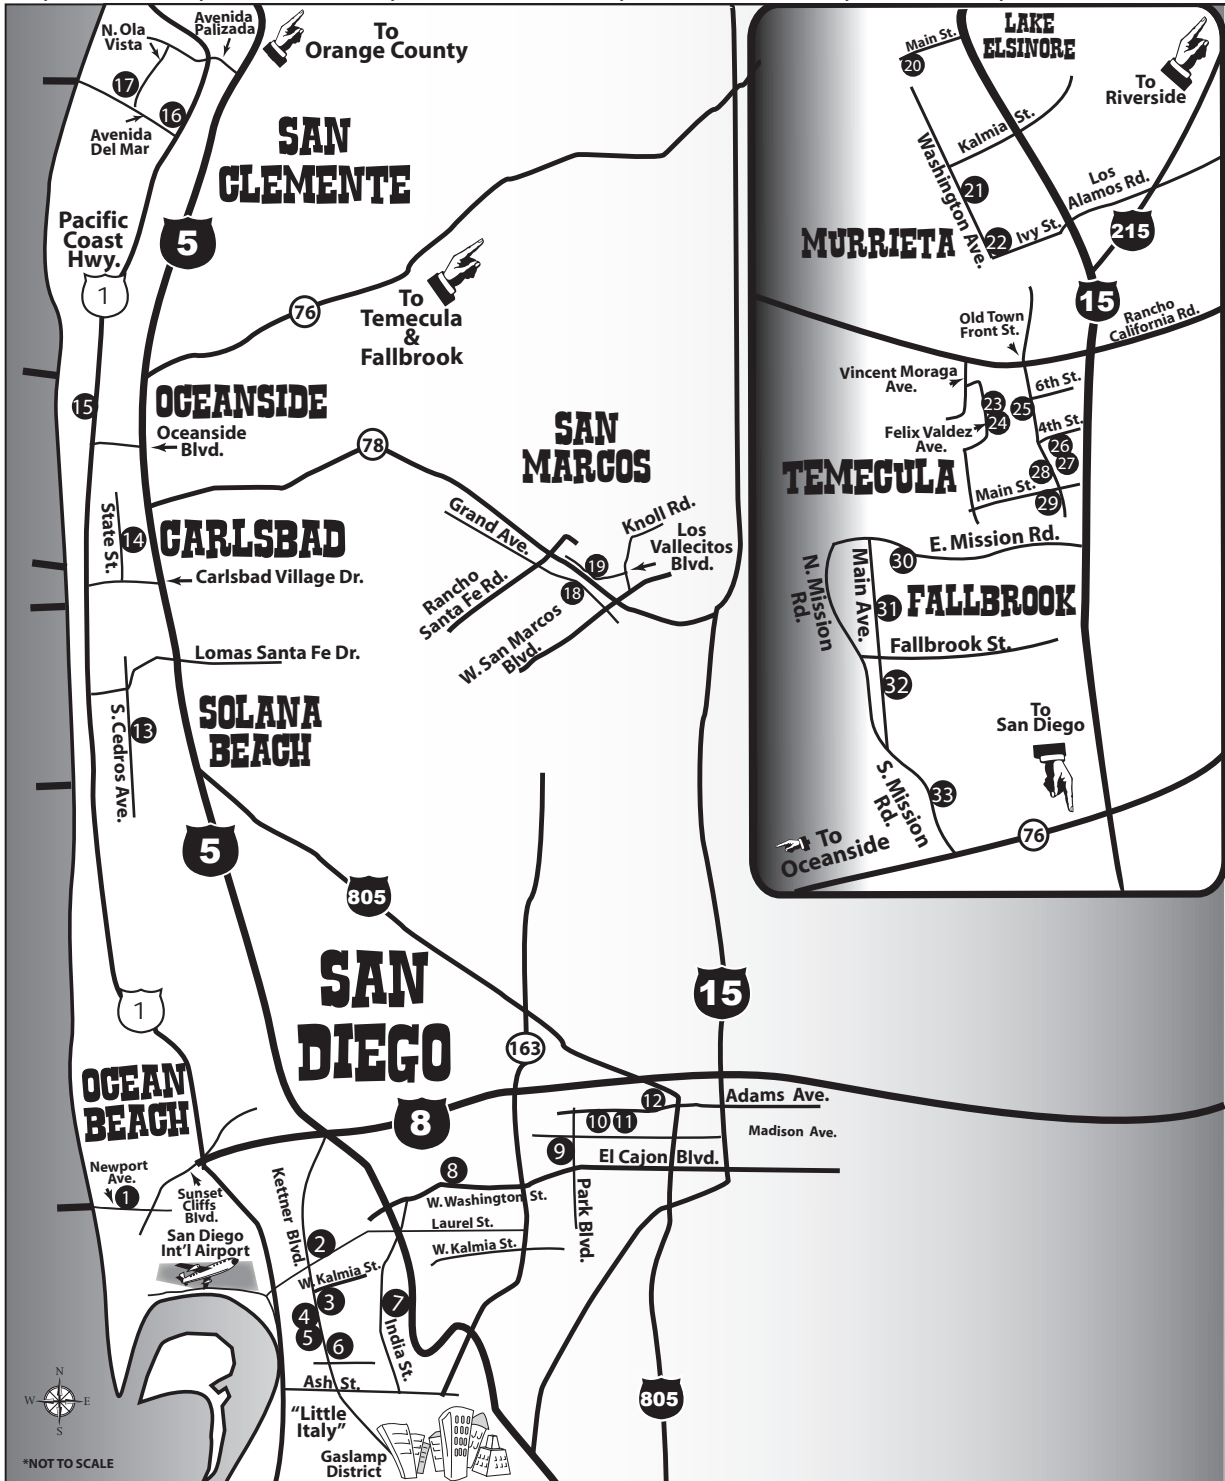 N. Ola
Vista
Avenida
Palizada
To
Orange County
17
16
Avenida
Del Mar
SAN
CLEMENTE
Pacific
Coast
Hwy.
1
5
76
To
Temecula
&
Fallbrook
15
OCEANSIDE
Oceanside
Blvd.
78
SAN
MARCOS
State St.
14
CARLSBAD
Carlsbad Village Dr.
Grand Ave.
Knoll Rd.
Los
Vallecitos
Blvd.
19
18
Rancho
Santa Fe Rd.
W. San Marcos
Blvd.
Lomas Santa Fe Dr.
S. Cedros Ave.
13
SOLANA
BEACH
5
805
SAN
DIEGO
15
1
163
OCEAN
BEACH
8
12
Adams Ave.
10
11
Madison Ave.
9
El Cajon Blvd.
Newport
Ave.
1
Sunset
Cliffs
Blvd.
Kettner Blvd.
8
W. Washington St.
Park Blvd.
Laurel St.
W. Kalmia St.
San Diego
Int'l Airport
2
W. Kalmia St.
3
4
5
6
7
India St.
Ash St.
"Little
Italy"
Gaslamp
District
805
N
W
E
S
*NOT TO SCALE
LAKE
ELSINORE
Main St.
20
To
Riverside
Kalmia St.
Washington Ave.
21
Los
Alamos Rd.
22
Ivy St.
215
MURRIETA
15
Rancho
California Rd.
Old Town
Front St.
Vincent Moraga
Ave.
6th St.
23
24
25
Felix Valdez
Ave.
4th St.
26
27
28
TEMECULA
Main St.
29
E. Mission Rd.
30
N. Mission
Rd.
Main Ave.
31
FALLBROOK
Fallbrook St.
32
To
San Diego
S. Mission
Rd.
33
76
To
Oceanside